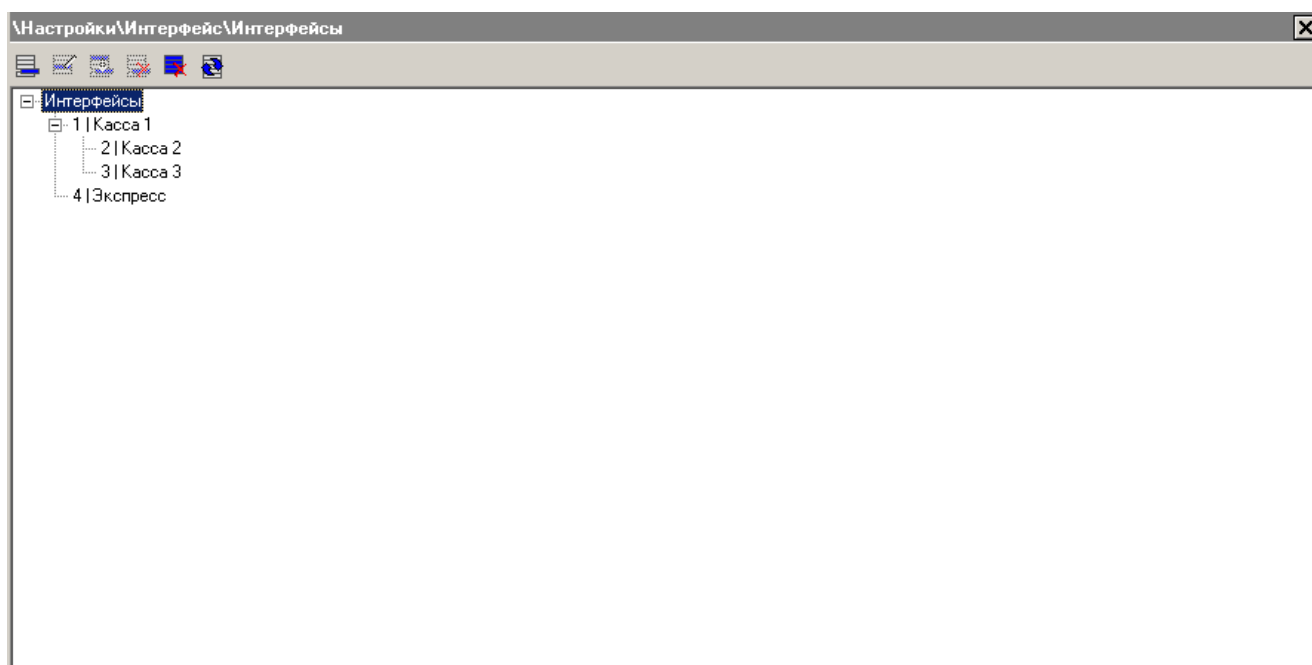 \Настройки\Интерфейс\Интерфейсы
Интерфейсы
1 | Касса 1
2 | Касса 2
3 | Касса 3
4 | Экспресс